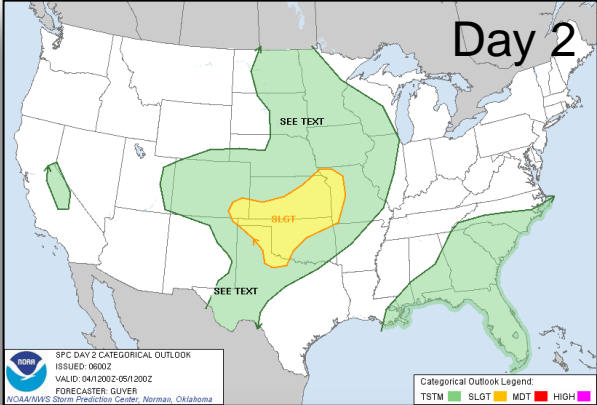 Day 2
SEE TEXT
SLGT
SEE TEXT
noaa
SPC DAY 2 CATEGORICAL OUTLOOK
ISSUED: 0600Z
VALID: 04/1200Z-05/1200Z
FORECASTER: GUYER
NOAA/NWS Storm Prediction Center, Norman, Oklahoma
Categorical Outlook Legend:
TSTM SLGT MDT HIGH